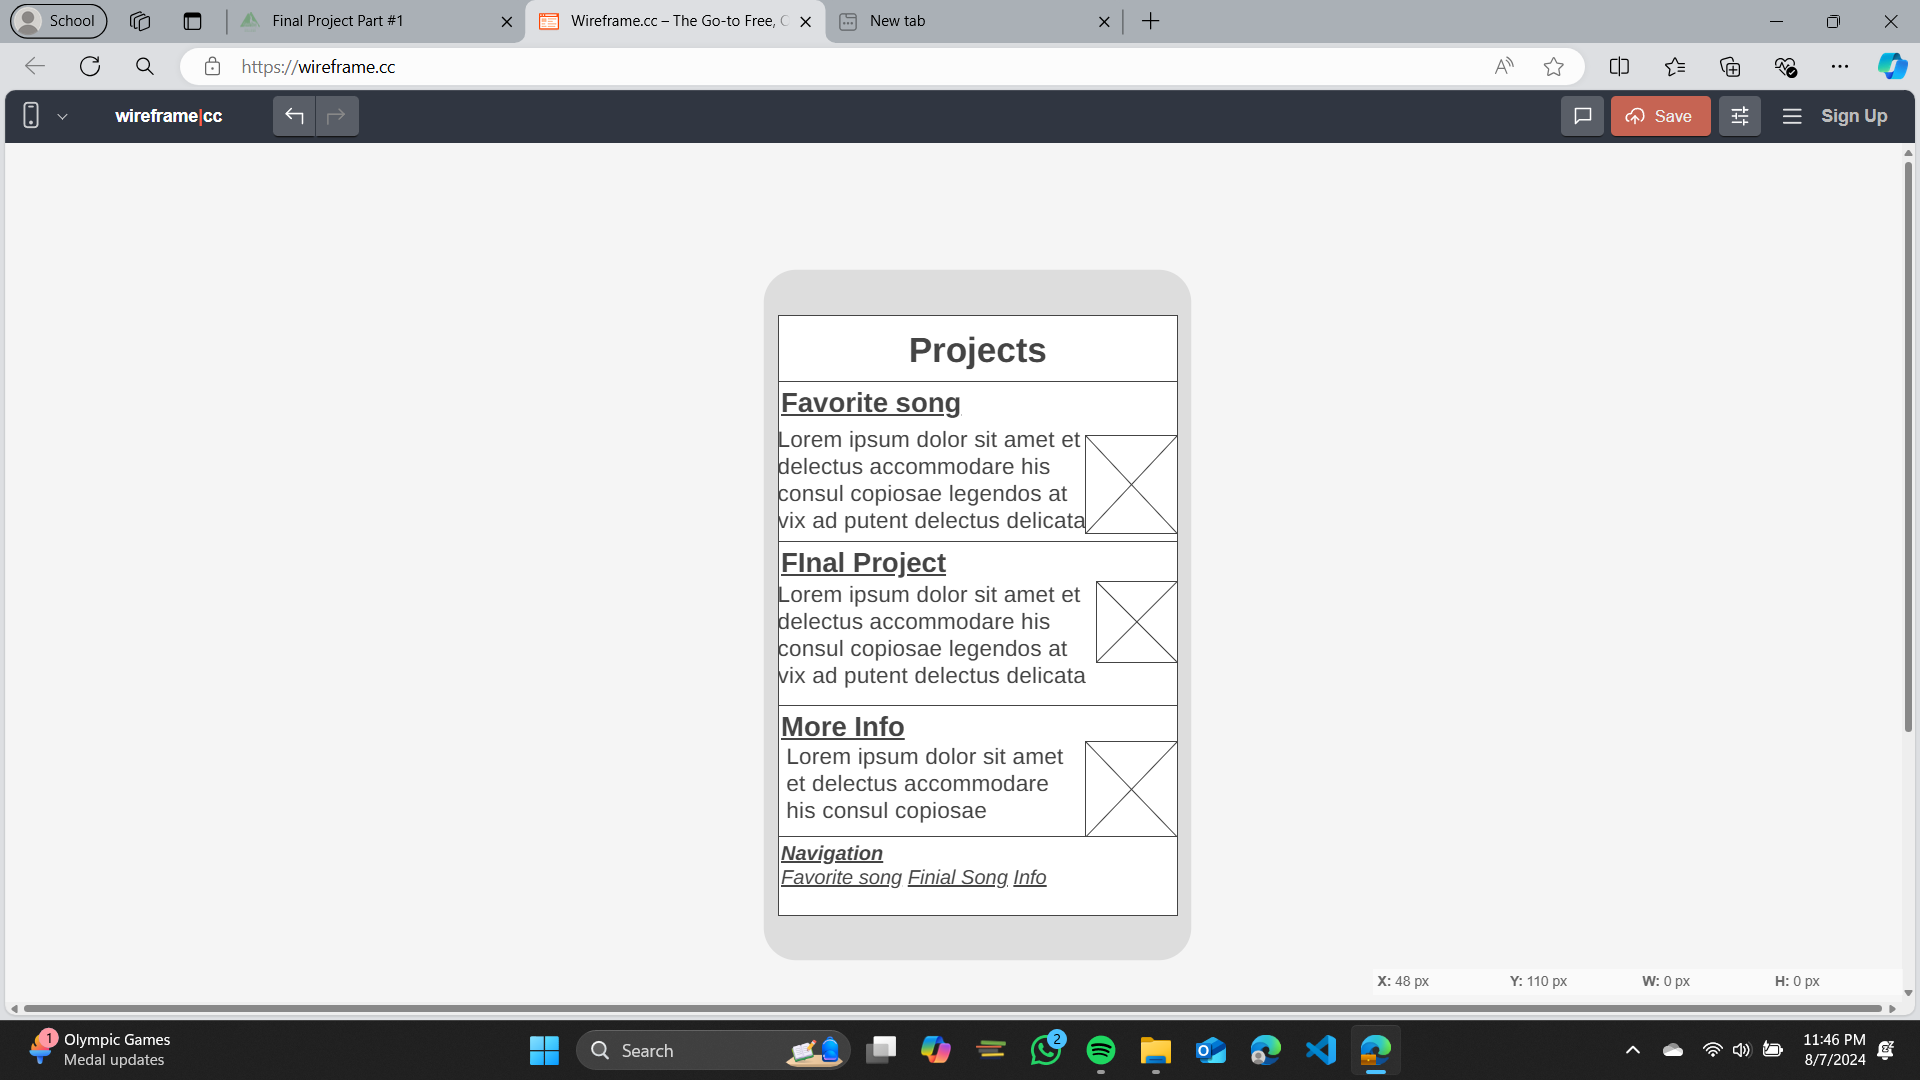 School
Final Project Part #1
Wireframe.cc – The Go-to Free,
New tab
https://wireframe.cc
wireframe|cc
Save
Sign Up
Projects
Favorite song
Lorem ipsum dolor sit amet et
delectus accommodare his
consul copiosae legendos at
vix ad putent delectus delicata
FInal Project
Lorem ipsum dolor sit amet et
delectus accommodare his
consul copiosae legendos at
vix ad putent delectus delicata
More Info
Lorem ipsum dolor sit amet
et delectus accommodare
his consul copiosae
Navigation
Favorite song Finial Song Info
X: 48 px Y: 110 px W: 0 px H: 0 px
1
Olympic Games
Medal updates
Search
2
11:46 PM
8/7/2024